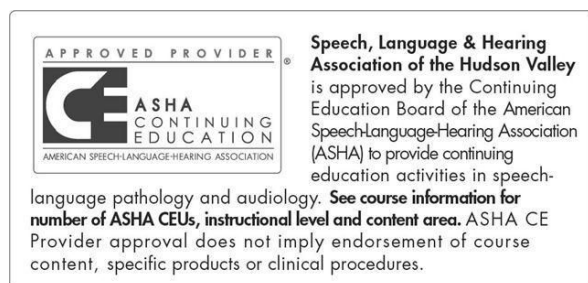 APPROVED PROVIDER
®
CE
ASHA
CONTINUING
EDUCATION
AMERICAN SPEECH-LANGUAGE-HEARING ASSOCIATION
Speech, Language & Hearing
Association of the Hudson Valley
is approved by the Continuing
Education Board of the American
Speech-Language-Hearing Association
(ASHA) to provide continuing
education activities in speech-
language pathology and audiology. See course information for
number of ASHA CEUs, instructional level and content area. ASHA CE
Provider approval does not imply endorsement of course
content, specific products or clinical procedures.